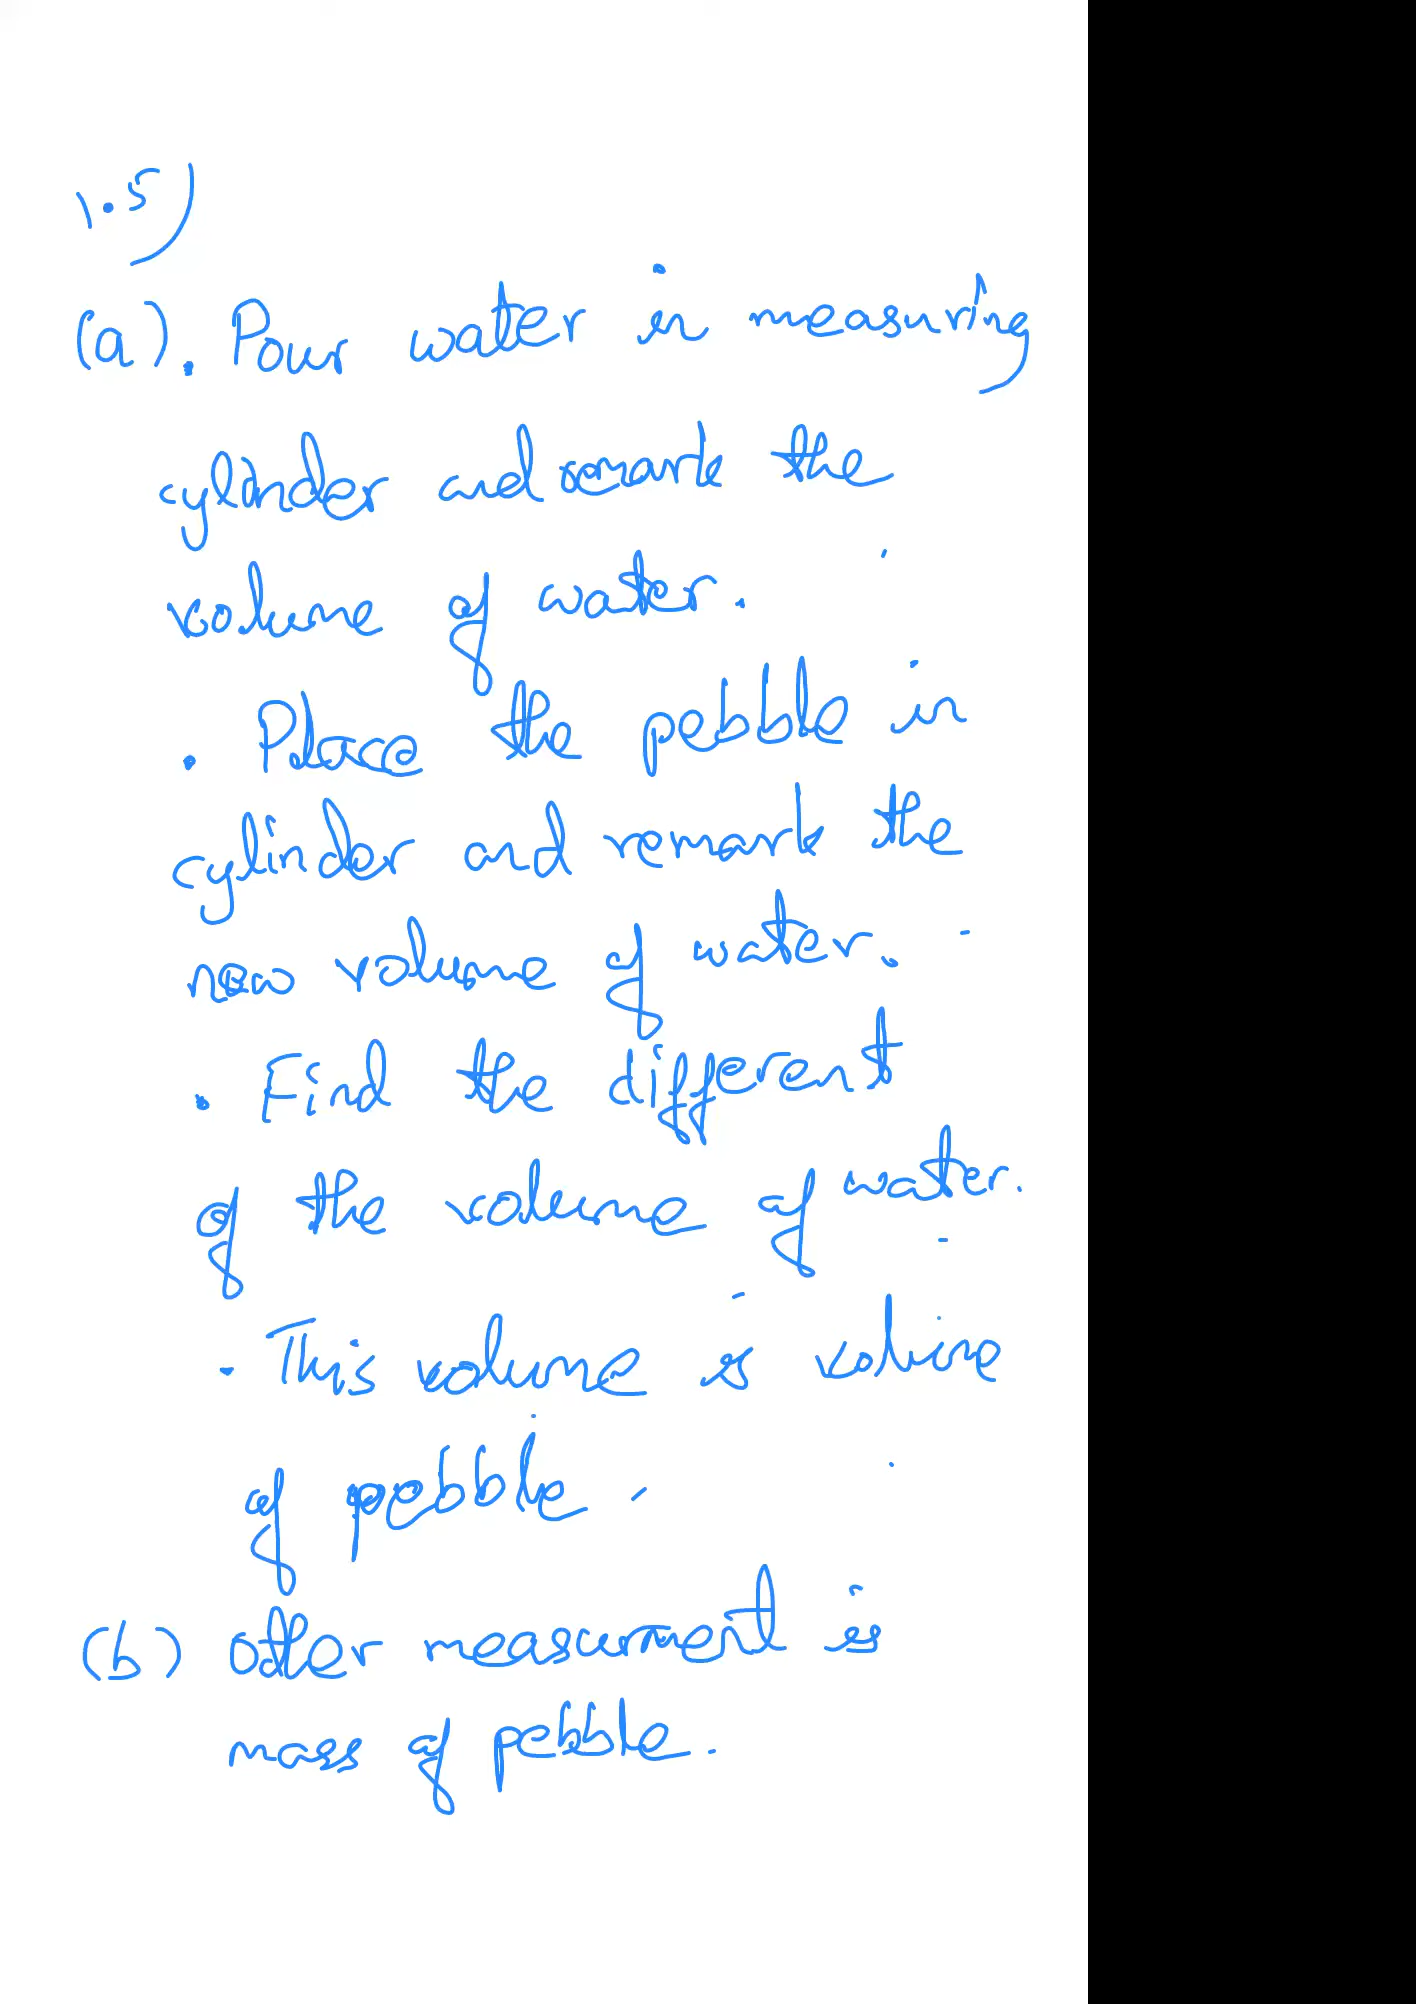 1.5)
(a). Pour water in measuring
cylinder and remark the
volume of water.
. Place the pebble in
cylinder and remark the
new volume of water.
. Find the different
of the volume of water.
. This volume is volume
of pebble.
(b) other measurment is
mass of pebble.